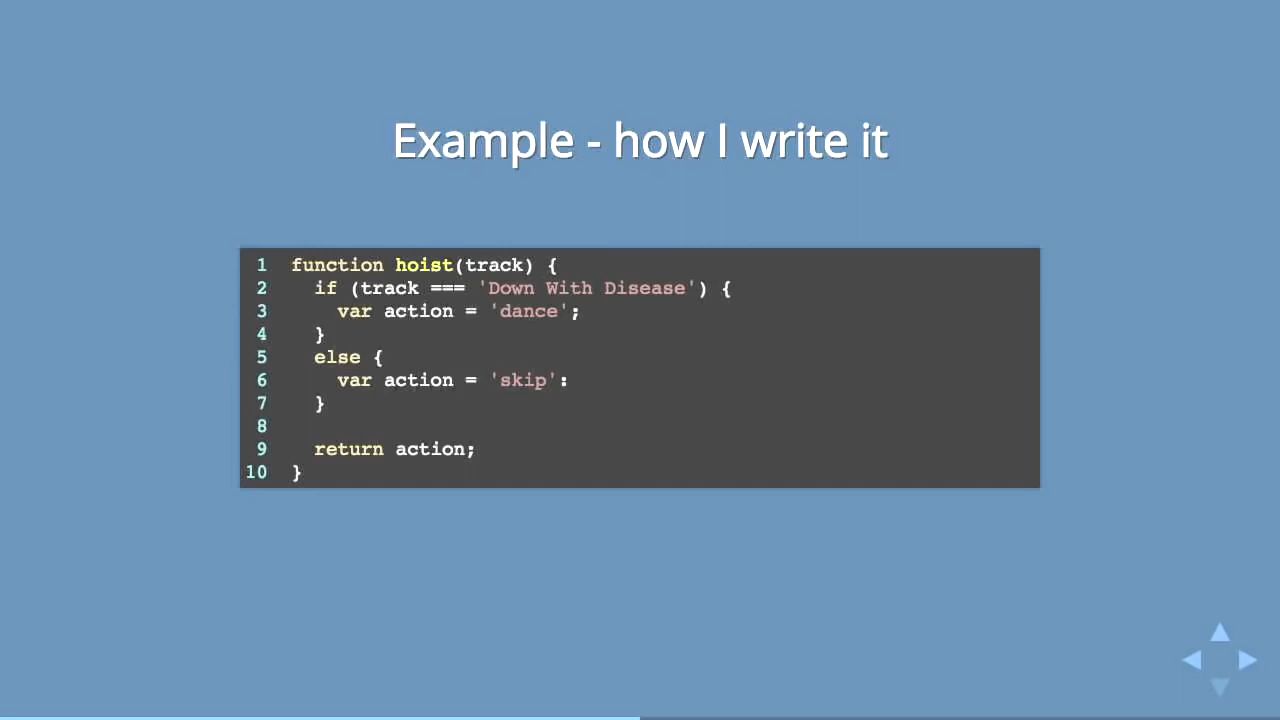 Example - how I write it
1 function hoist(track) {
2   if (track === 'Down With Disease') {
3     var action = 'dance';
4   }
5   else {
6     var action = 'skip':
7   }
8
9   return action;
10 }